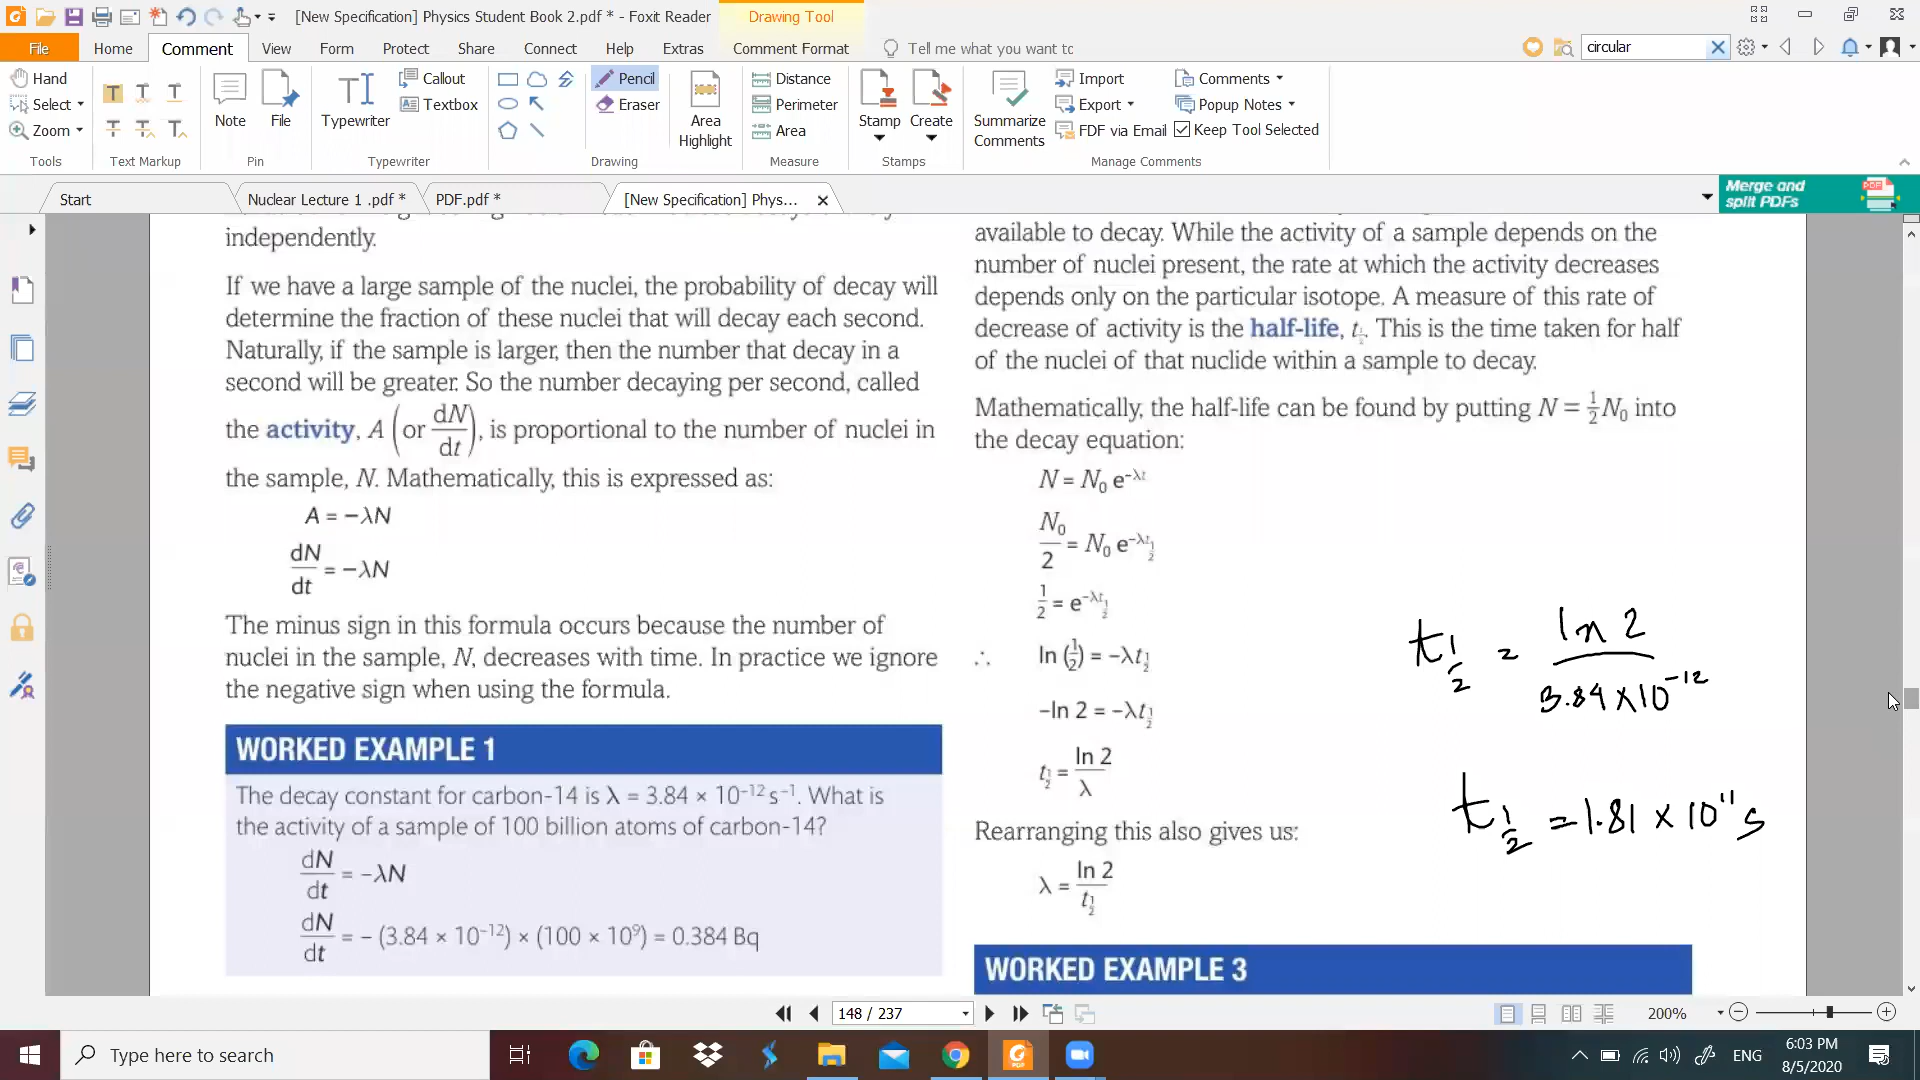 [New Specification] Physics Student Book 2.pdf * - Foxit Reader
Drawing Tool
File Home Comment View Form Protect Share Connect Help Extras Comment Format Tell me what you want to
circular
Hand
Select
Zoom
Tools
Text Markup
Note
File
Pin
Typewriter
Callout
Textbox
Typewriter
Pencil
Eraser
Drawing
Area
Highlight
Distance
Perimeter
Area
Measure
Stamp
Create
Stamps
Summarize
Comments
Import
Export
FDF via Email
Comments
Popup Notes
Keep Tool Selected
Manage Comments
Start
Nuclear Lecture 1 .pdf *
PDF.pdf *
[New Specification] Phys...
Merge and
split PDFs
independently.
If we have a large sample of the nuclei, the probability of decay will
determine the fraction of these nuclei that will decay each second.
Naturally, if the sample is larger, then the number that decay in a
second will be greater. So the number decaying per second, called
the activity, A (or dN/dt), is proportional to the number of nuclei in
the sample, N. Mathematically, this is expressed as:
A = −λN
dN/dt = −λN
The minus sign in this formula occurs because the number of
nuclei in the sample, N, decreases with time. In practice we ignore
the negative sign when using the formula.
WORKED EXAMPLE 1
The decay constant for carbon-14 is λ = 3.84 × 10⁻¹² s⁻¹. What is
the activity of a sample of 100 billion atoms of carbon-14?
dN/dt = −λN
dN/dt = − (3.84 × 10⁻¹²) × (100 × 10⁹) = 0.384 Bq
available to decay. While the activity of a sample depends on the
number of nuclei present, the rate at which the activity decreases
depends only on the particular isotope. A measure of this rate of
decrease of activity is the half-life, t½. This is the time taken for half
of the nuclei of that nuclide within a sample to decay.
Mathematically, the half-life can be found by putting N = ½N₀ into
the decay equation:
N = N₀ e^−λt
N₀/2 = N₀ e^−λt½
½ = e^−λt½
∴ ln (½) = −λt½
-ln 2 = −λt½
t½ = ln 2/λ
Rearranging this also gives us:
λ = ln 2/t½
WORKED EXAMPLE 3
t½ = ln 2/3.84×10⁻¹²
t½ = 1.81 × 10¹¹ s
148 / 237
200%
Type here to search
ENG
6:03 PM
8/5/2020